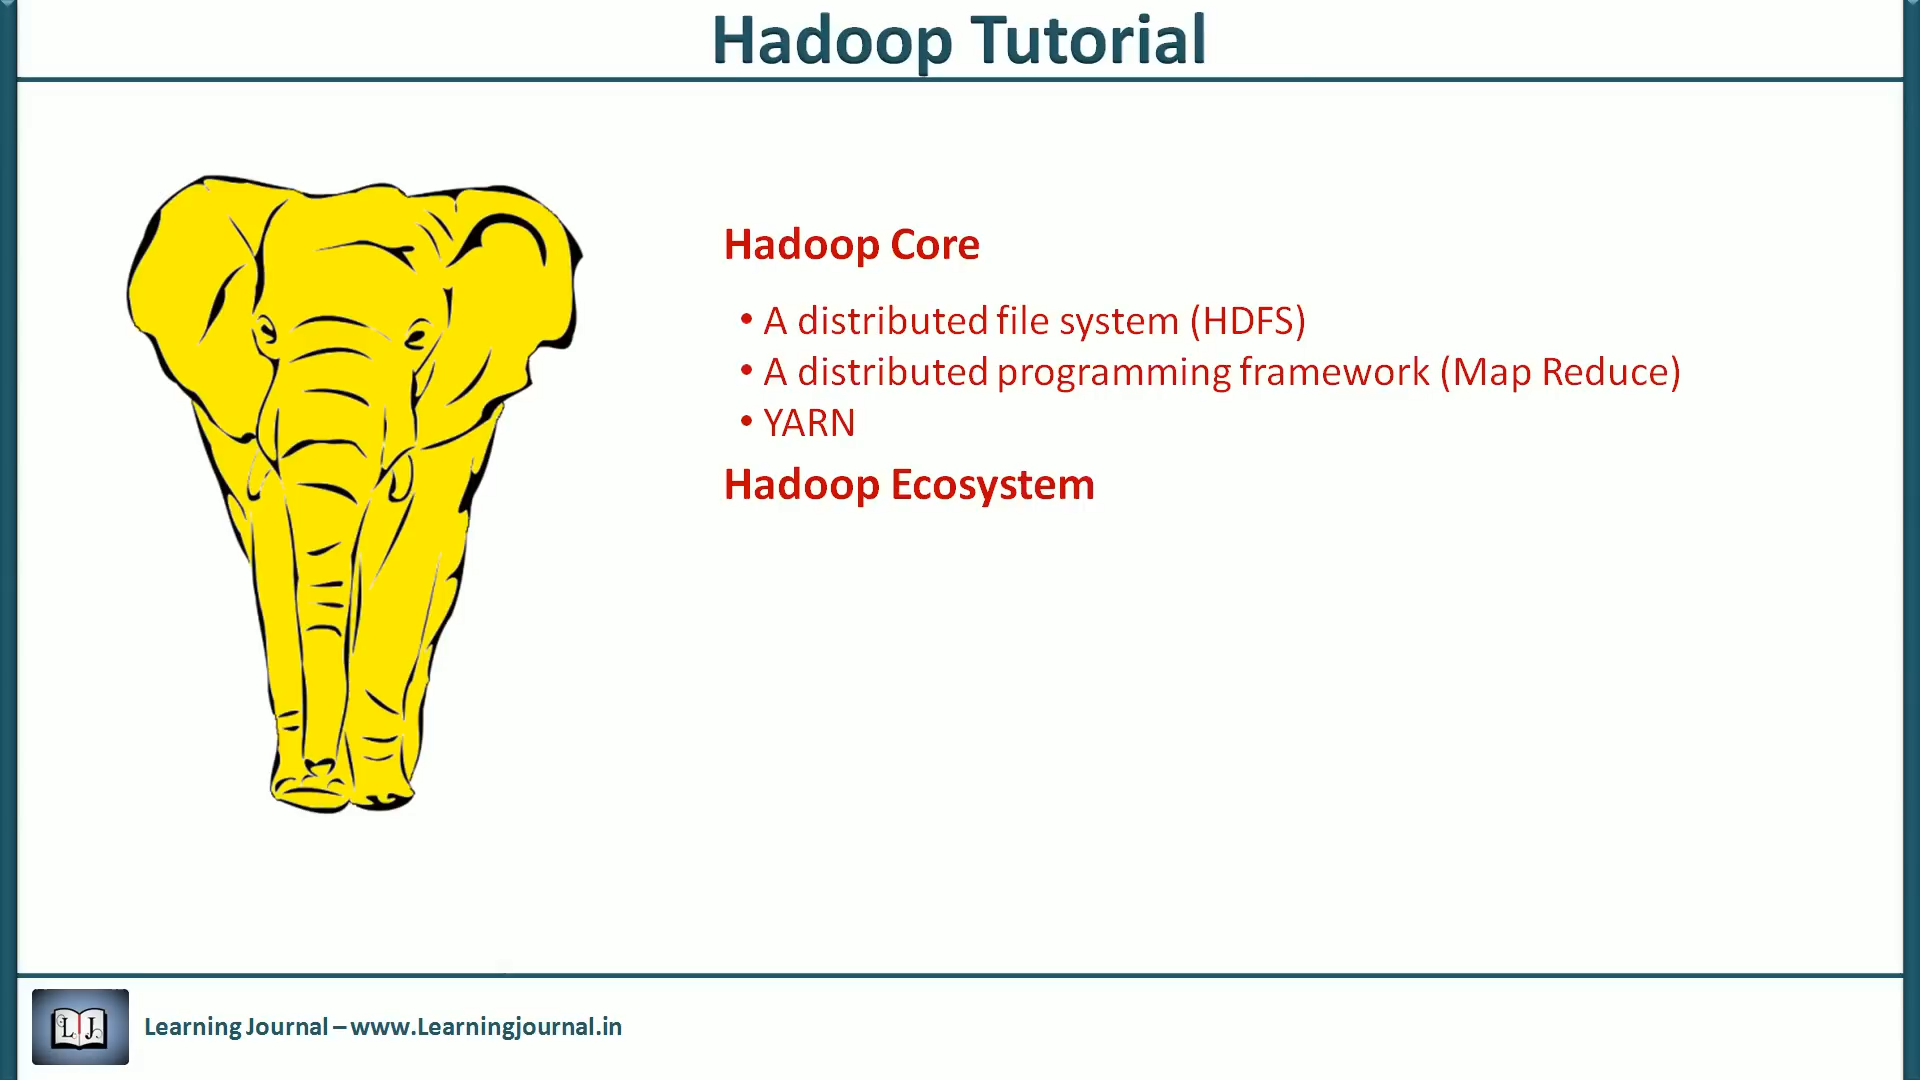 Hadoop Tutorial
Hadoop Core
• A distributed file system (HDFS)
• A distributed programming framework (Map Reduce)
• YARN
Hadoop Ecosystem
L J
Learning Journal – www.Learningjournal.in